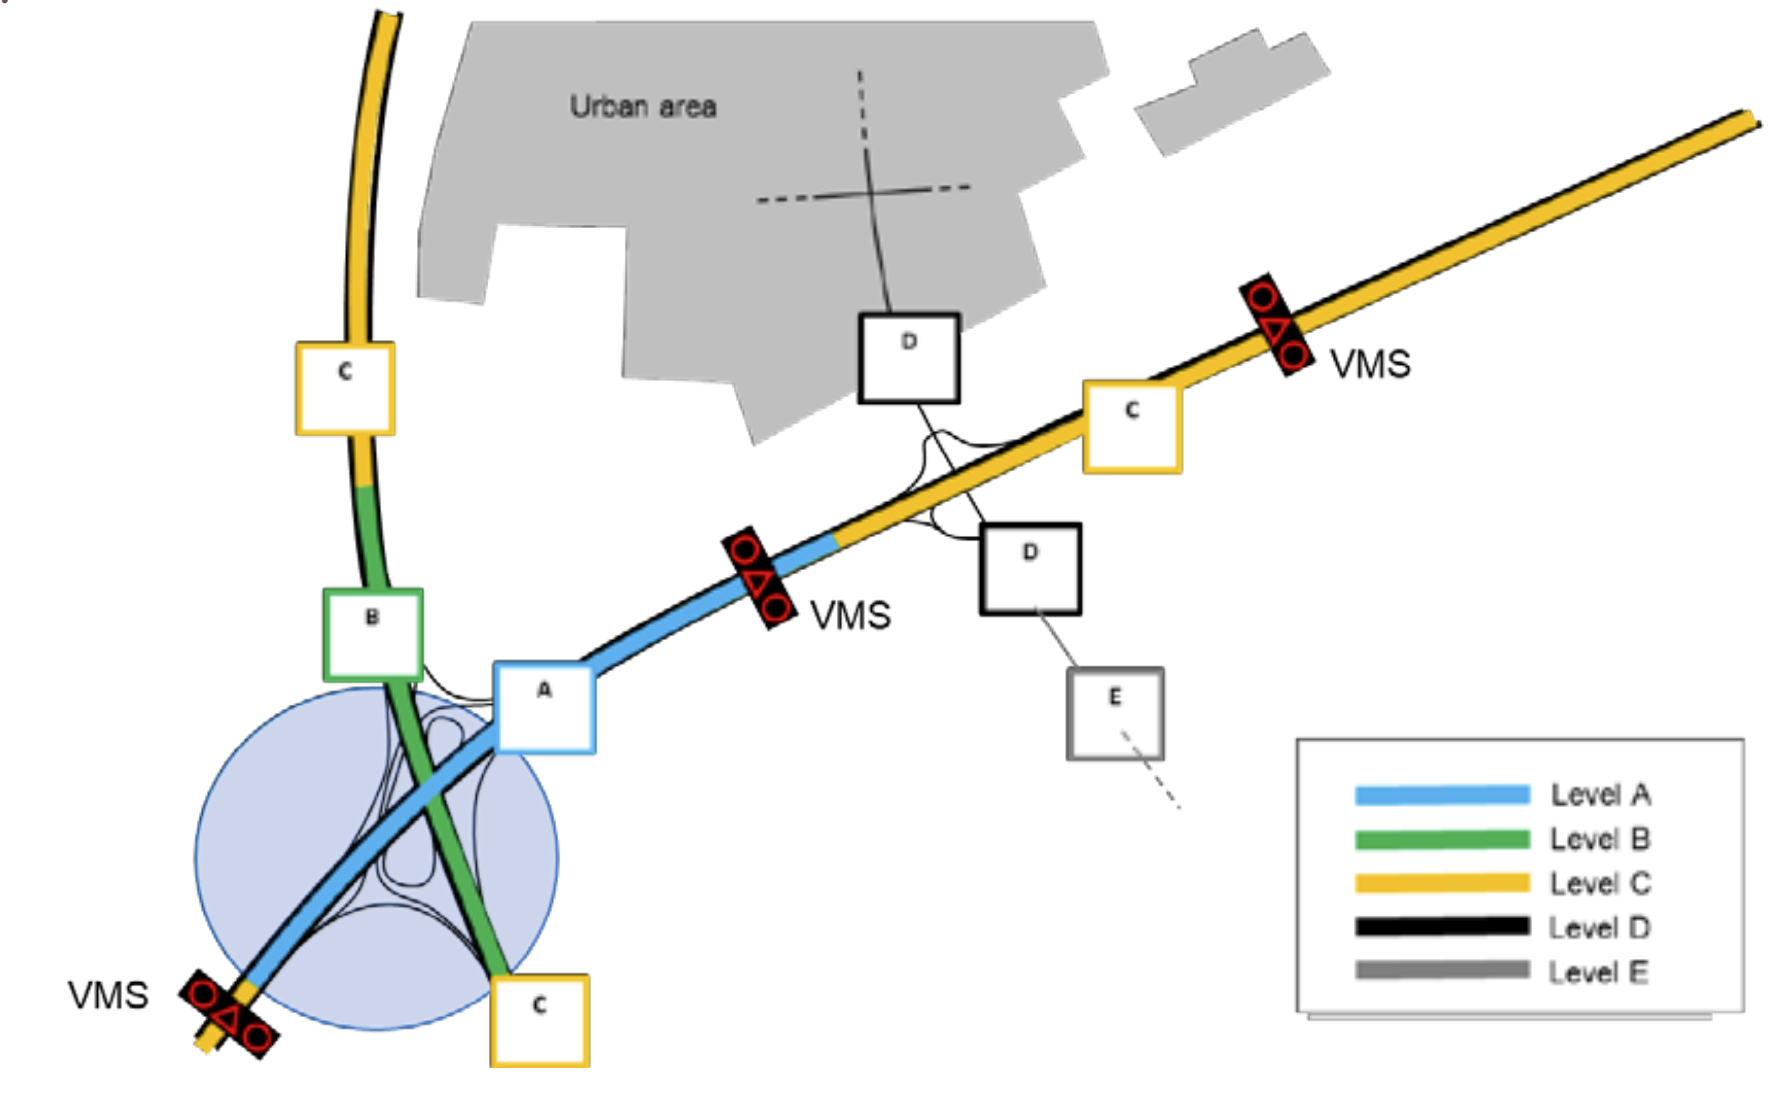 Urban area
D
VMS
C
C
D
VMS
B
E
A
Level A
Level B
Level C
Level D
Level E
VMS
C